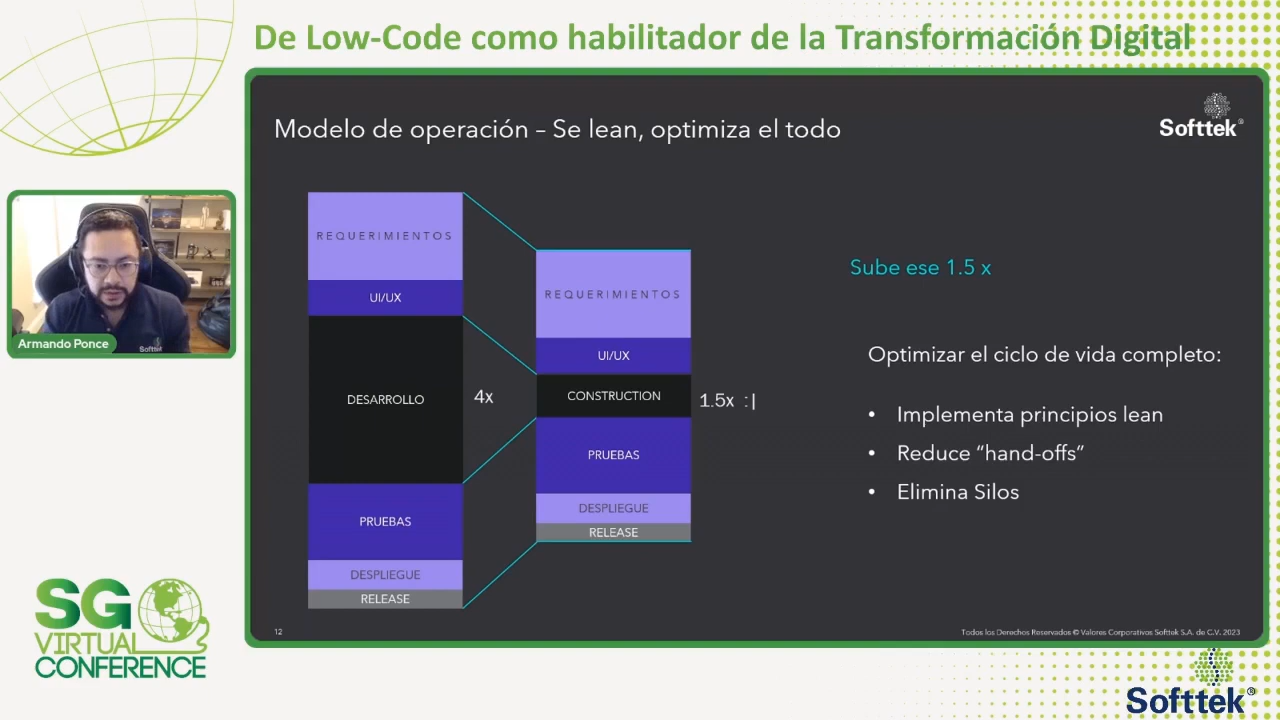 De Low-Code como habilitador de la Transformación Digital
Modelo de operación – Se lean, optimiza el todo
Softtek®
REQUERIMIENTOS
UI/UX
DESARROLLO
4x
PRUEBAS
DESPLIEGUE
RELEASE
REQUERIMIENTOS
UI/UX
CONSTRUCTION
1.5x :|
PRUEBAS
DESPLIEGUE
RELEASE
Sube ese 1.5 x
Optimizar el ciclo de vida completo:
• Implementa principios lean
• Reduce “hand-offs”
• Elimina Silos
12
Todos los Derechos Reservados © Valores Corporativos Softtek S.A. de C.V. 2023
Softtek
Armando Ponce
SG
VIRTUAL
CONFERENCE
Softtek®